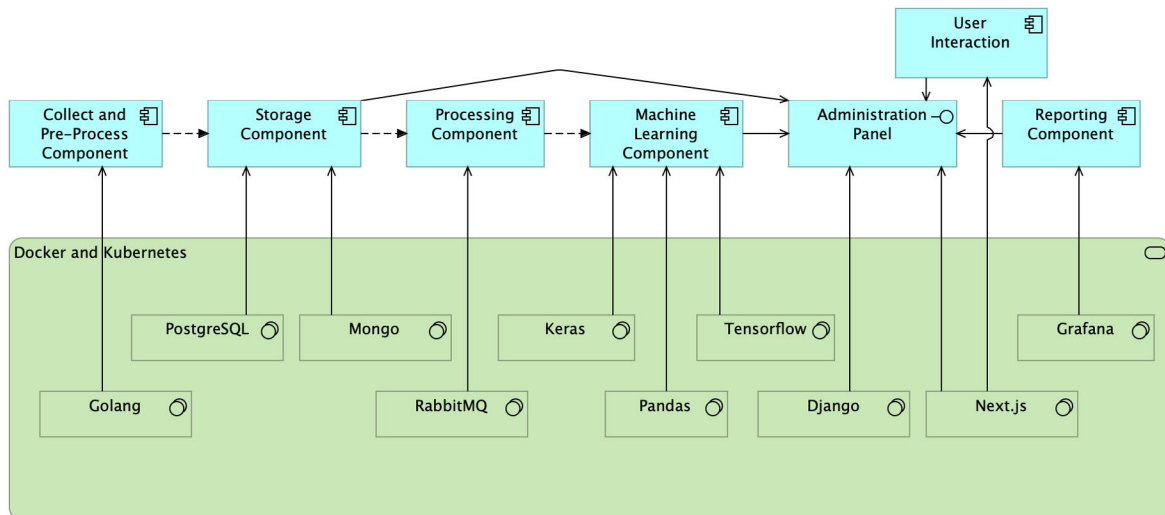 User
Interaction
Collect and
Pre-Process
Component
Storage
Component
Processing
Component
Machine
Learning
Component
Administration
Panel
Reporting
Component
Docker and Kubernetes
PostgreSQL
Mongo
Keras
Tensorflow
Grafana
Golang
RabbitMQ
Pandas
Django
Next.js